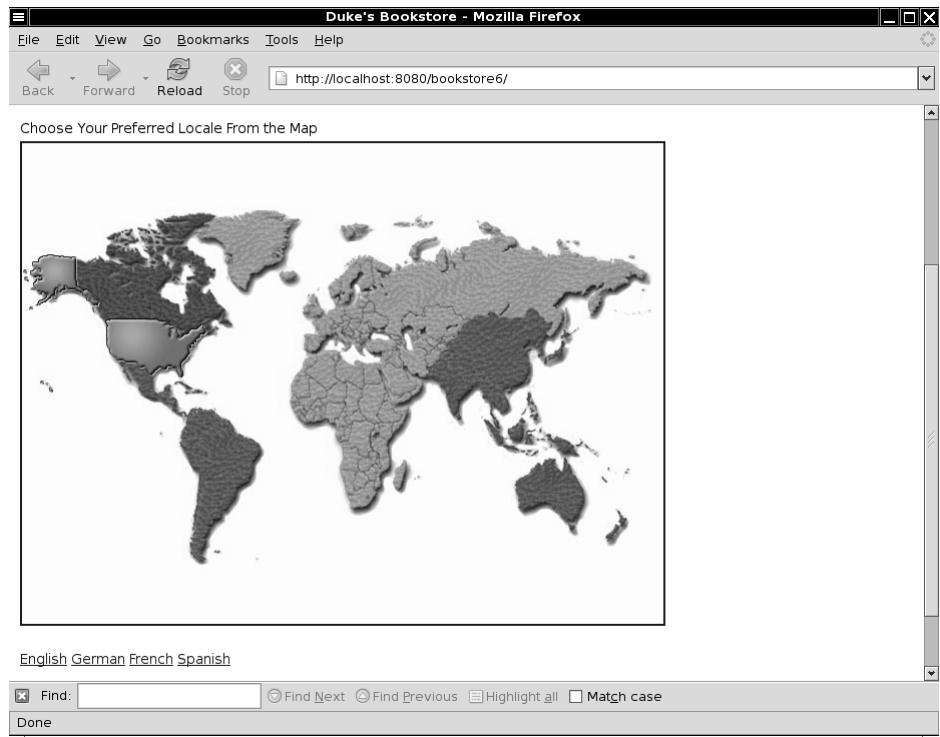 Duke's Bookstore - Mozilla Firefox
File Edit View Go Bookmarks Tools Help
Back Forward Reload Stop http://localhost:8080/bookstore6/
Choose Your Preferred Locale From the Map
English German French Spanish
Find: Find Next Find Previous Highlight all Match case
Done